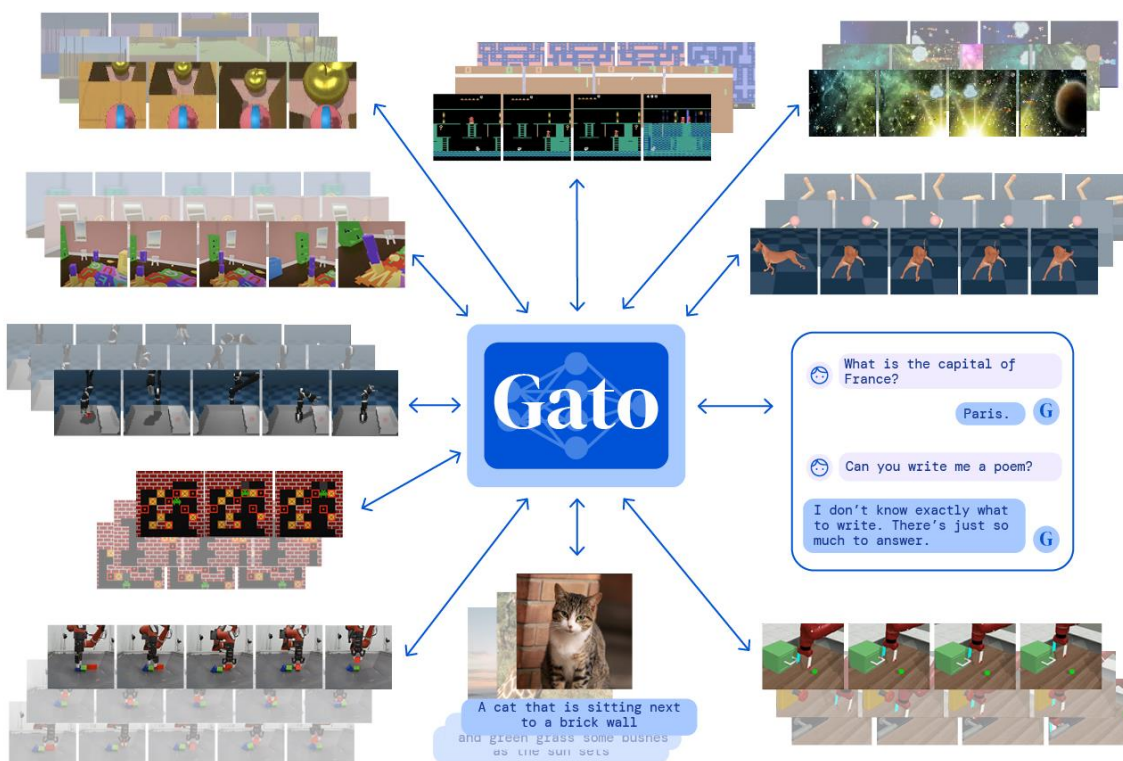 Gato
What is the capital of
France?
Paris.
G
Can you write me a poem?
I don't know exactly what
to write. There's just so
much to answer.
G
A cat that is sitting next
to a brick wall
and green grass some bushes
as the sun sets